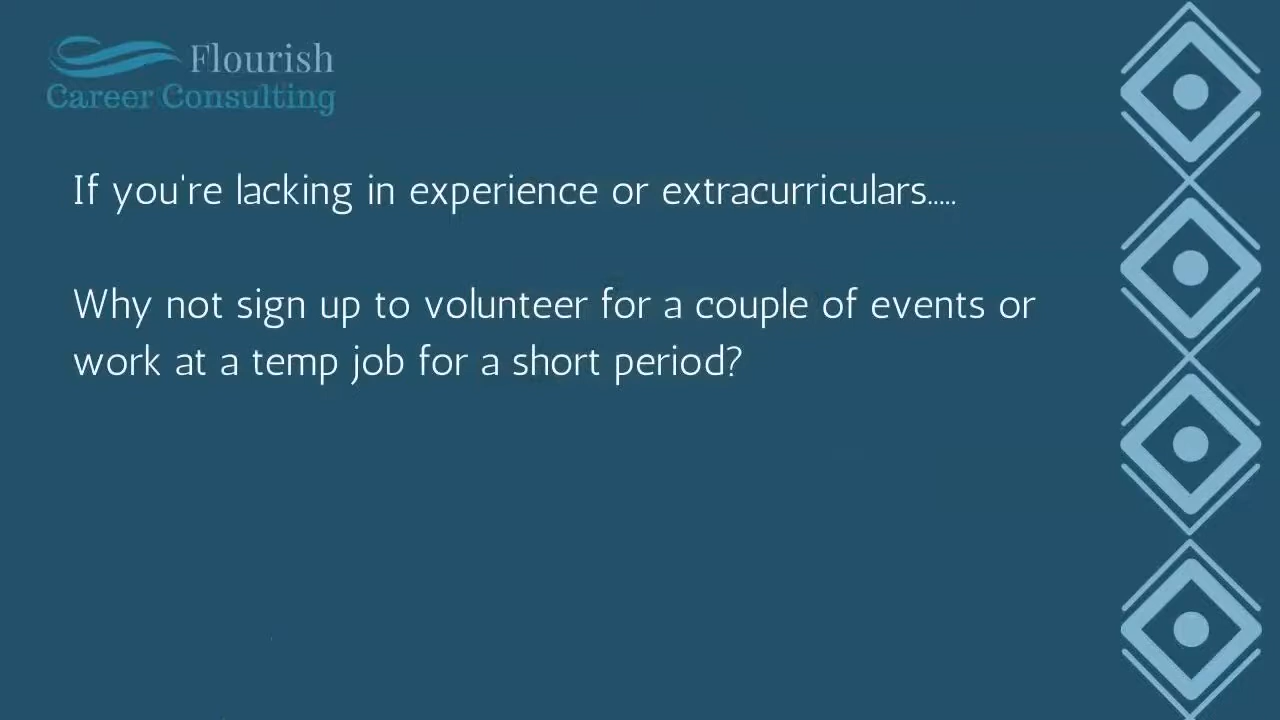 Flourish
Career Consulting
If you're lacking in experience or extracurriculars.....
Why not sign up to volunteer for a couple of events or
work at a temp job for a short period?